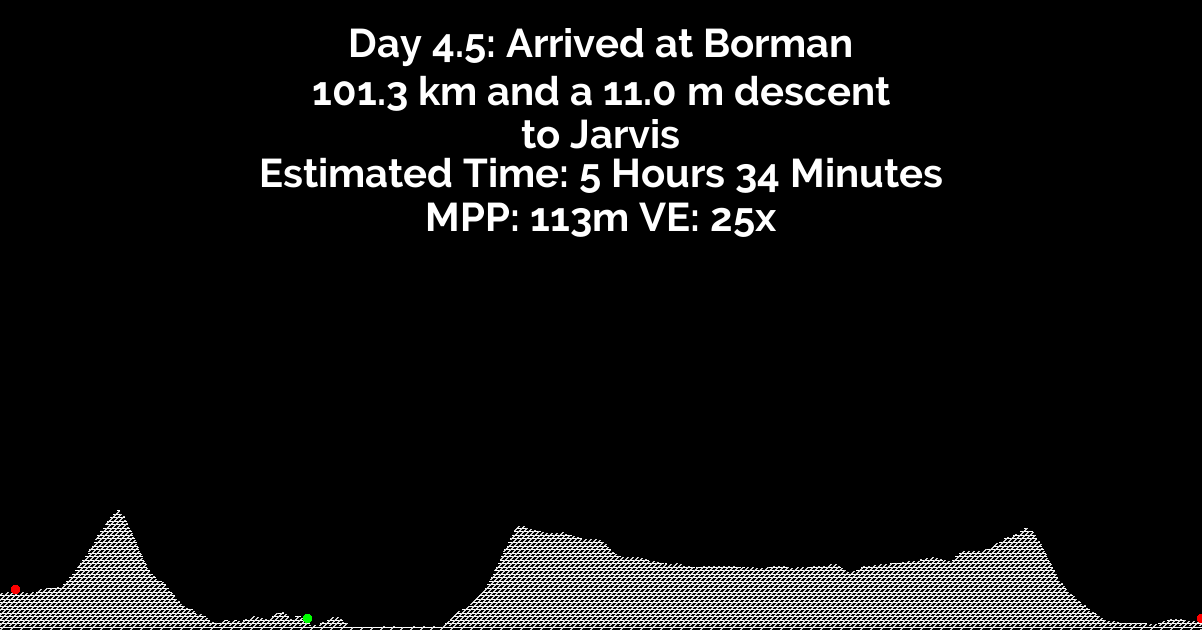 Day 4.5: Arrived at Borman
101.3 km and a 11.0 m descent
to Jarvis
Estimated Time: 5 Hours 34 Minutes
MPP: 113m VE: 25x